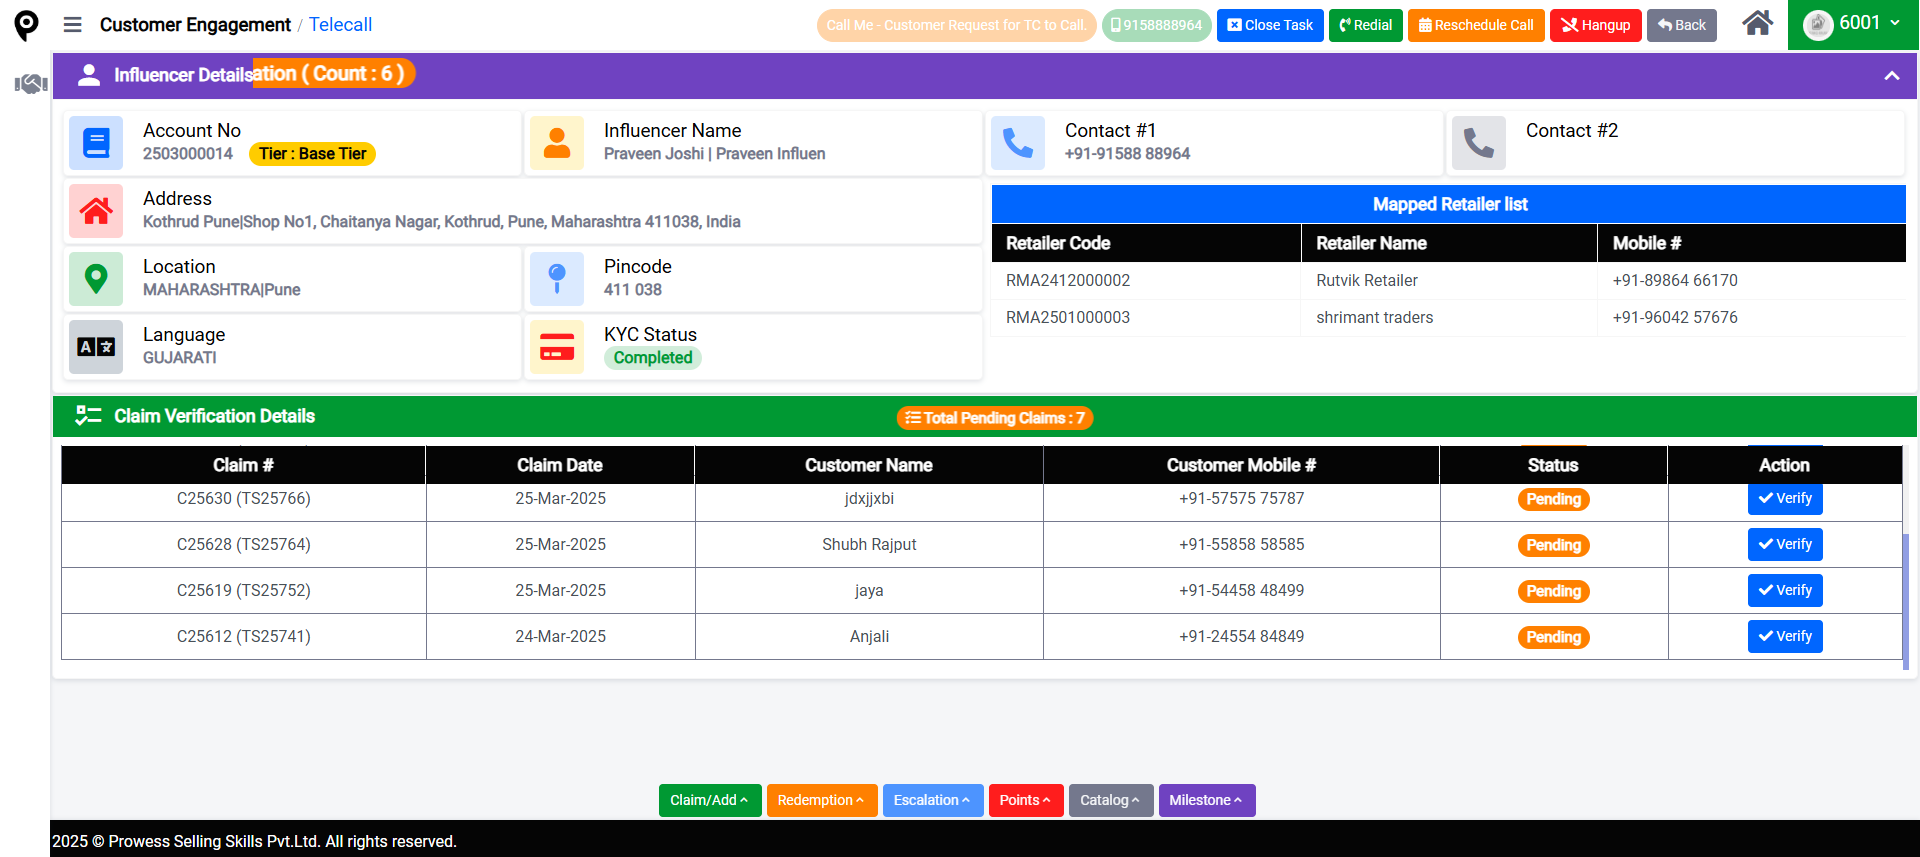 Customer Engagement / Telecall
Call Me - Customer Request for TC to Call.
9158888964
Close Task
Redial
Reschedule Call
Hangup
Back
6001
Influencer Details
ation ( Count : 6 )
Account No
2503000014
Tier : Base Tier
Influencer Name
Praveen Joshi | Praveen Influen
Contact #1
+91-91588 88964
Contact #2
Address
Kothrud Pune|Shop No1, Chaitanya Nagar, Kothrud, Pune, Maharashtra 411038, India
Location
MAHARASHTRA|Pune
Pincode
411 038
Language
GUJARATI
KYC Status
Completed
Mapped Retailer list
Retailer Code Retailer Name Mobile #
RMA2412000002 Rutvik Retailer +91-89864 66170
RMA2501000003 shrimant traders +91-96042 57676
Claim Verification Details
Total Pending Claims : 7
Claim # Claim Date Customer Name Customer Mobile # Status Action
C25630 (TS25766) 25-Mar-2025 jdxjjxbi +91-57575 75787 Pending Verify
C25628 (TS25764) 25-Mar-2025 Shubh Rajput +91-55858 58585 Pending Verify
C25619 (TS25752) 25-Mar-2025 jaya +91-54458 48499 Pending Verify
C25612 (TS25741) 24-Mar-2025 Anjali +91-24554 84849 Pending Verify
Claim/Add
Redemption
Escalation
Points
Catalog
Milestone
2025 © Prowess Selling Skills Pvt.Ltd. All rights reserved.